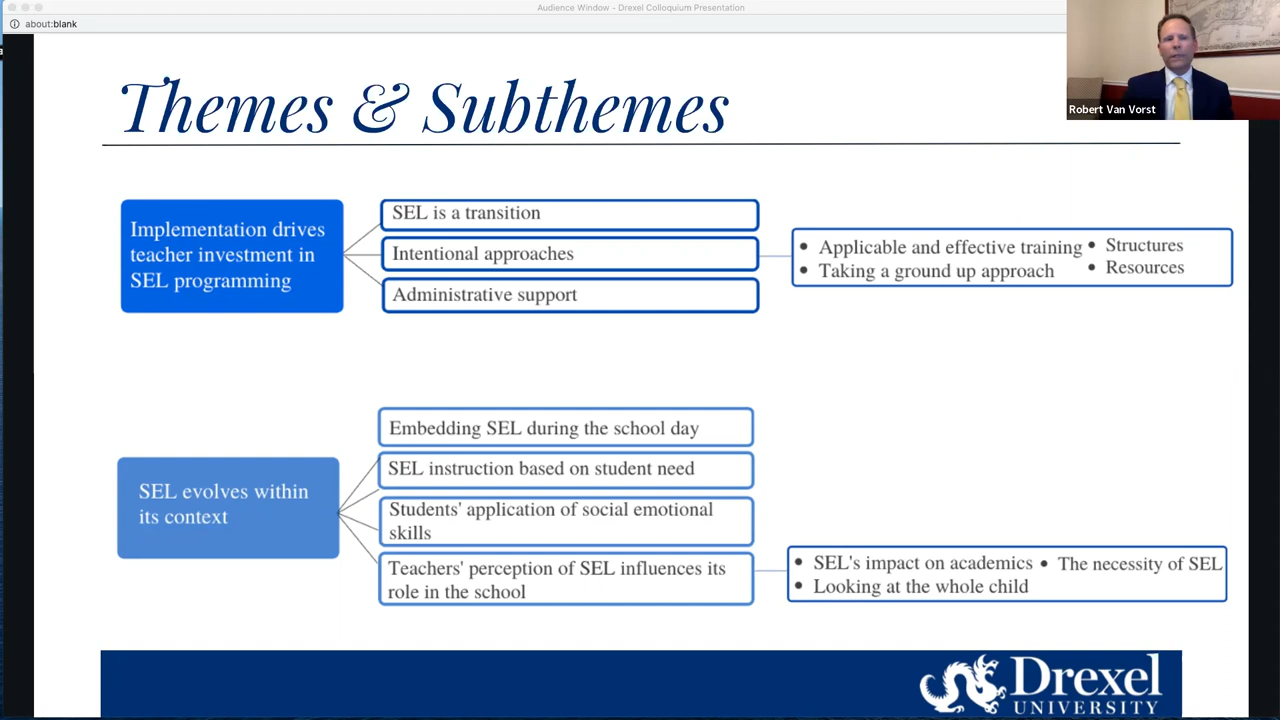 Audience Window - Drexel Colloquium Presentation
about:blank
Robert Van Vorst
Themes & Subthemes
Implementation drives
teacher investment in
SEL programming
SEL is a transition
Intentional approaches
Administrative support
• Applicable and effective training
• Taking a ground up approach
• Structures
• Resources
SEL evolves within
its context
Embedding SEL during the school day
SEL instruction based on student need
Students' application of social emotional
skills
Teachers' perception of SEL influences its
role in the school
• SEL's impact on academics
• Looking at the whole child
• The necessity of SEL
Drexel
UNIVERSITY